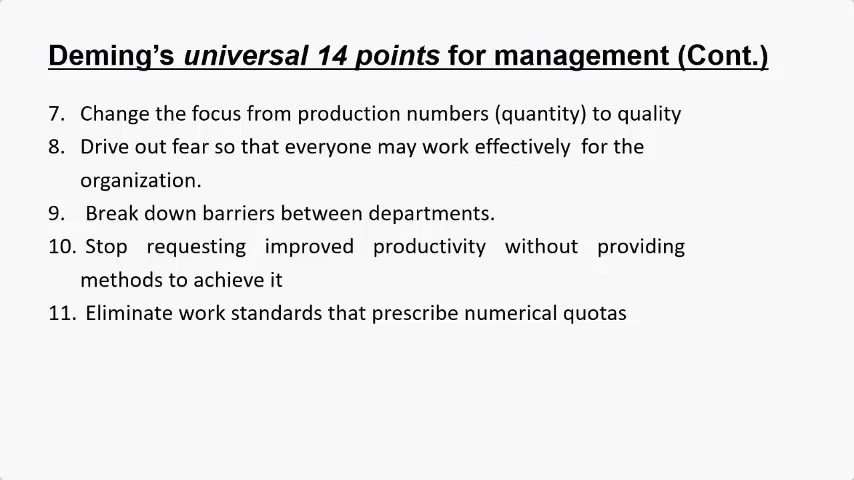 Deming’s universal 14 points for management (Cont.)
7. Change the focus from production numbers (quantity) to quality
8. Drive out fear so that everyone may work effectively for the
organization.
9. Break down barriers between departments.
10. Stop requesting improved productivity without providing
methods to achieve it
11. Eliminate work standards that prescribe numerical quotas